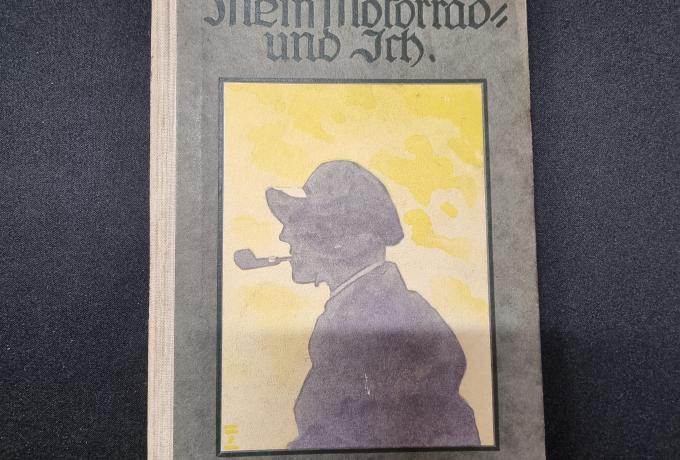 Mein Motorrad=
und Ich.